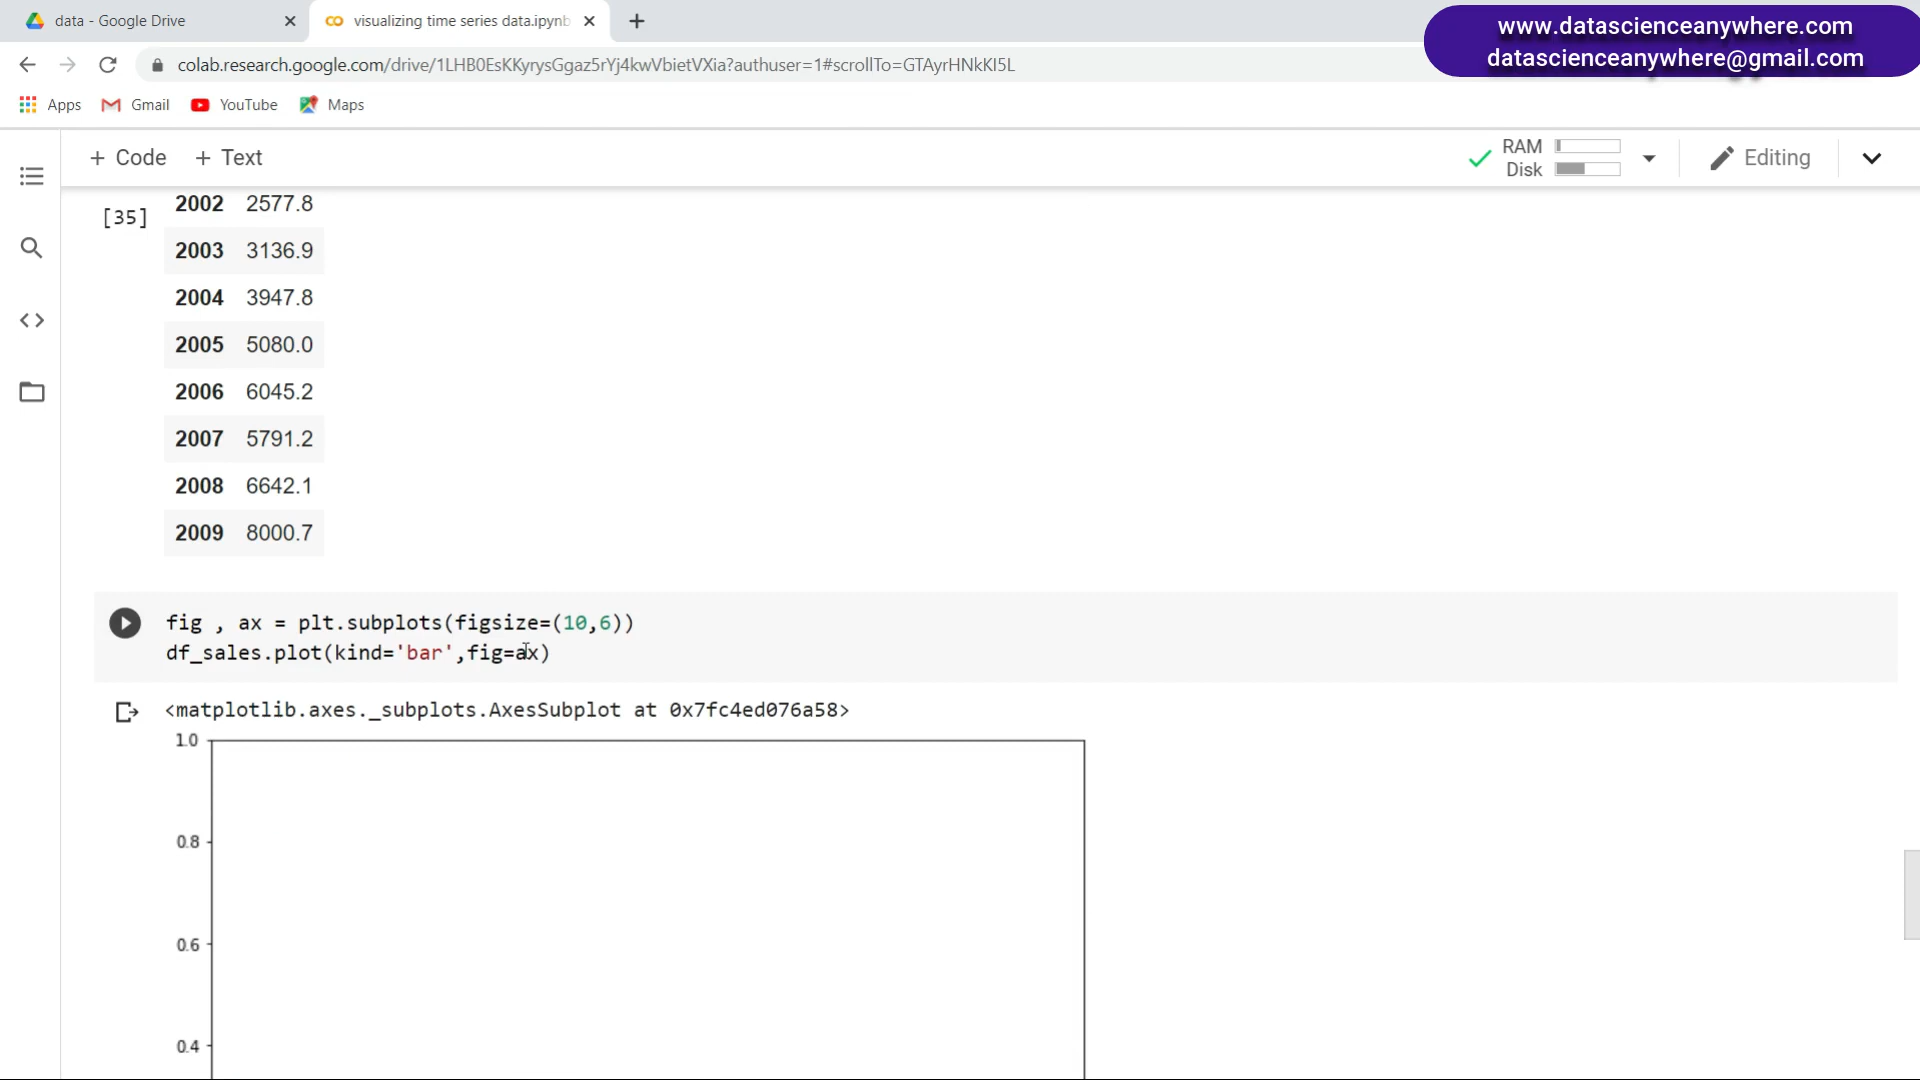 data - Google Drive
visualizing time series data.ipynb
www.datascienceanywhere.com
datascienceanywhere@gmail.com
colab.research.google.com/drive/1LHB0EsKKyrysGgaz5rYj4kwVbietVXia?authuser=1#scrollTo=GTAyrHNkKI5L
Apps Gmail YouTube Maps
+ Code + Text
RAM
Disk
Editing
[35]
2002 2577.8
2003 3136.9
2004 3947.8
2005 5080.0
2006 6045.2
2007 5791.2
2008 6642.1
2009 8000.7
fig , ax = plt.subplots(figsize=(10,6))
df_sales.plot(kind='bar',fig=ax)
<matplotlib.axes._subplots.AxesSubplot at 0x7fc4ed076a58>
1.0
0.8
0.6
0.4